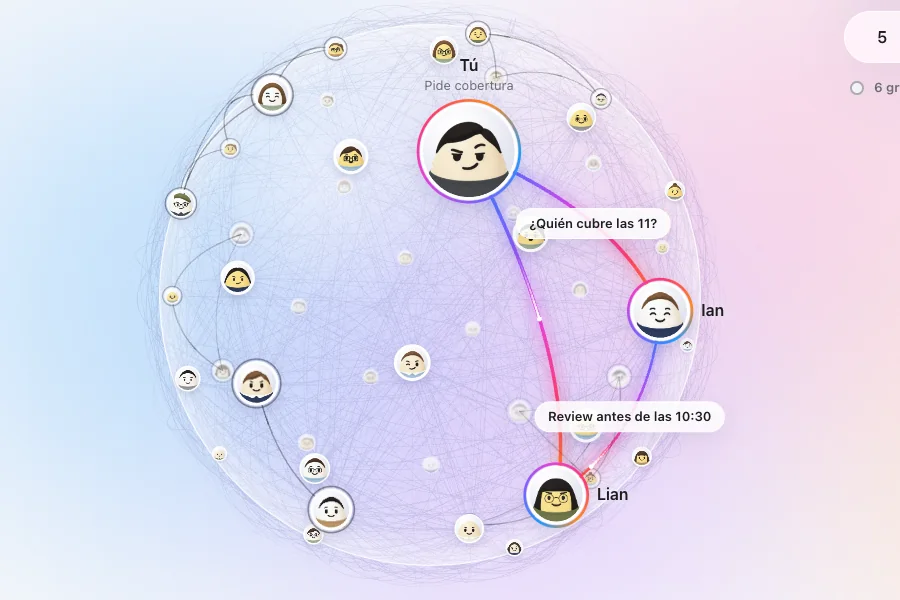 5
6 gr
Tú
Pide cobertura
¿Quién cubre las 11?
Ian
Review antes de las 10:30
Lian